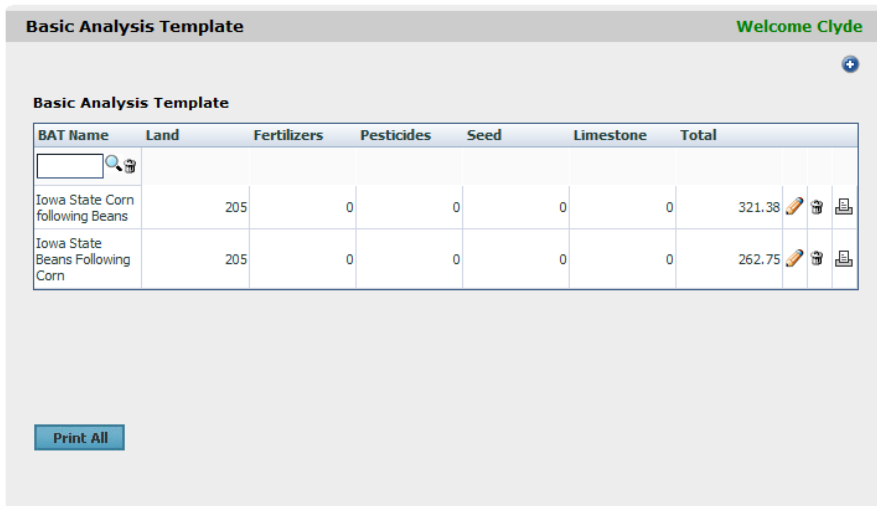 Basic Analysis Template Welcome Clyde
Basic Analysis Template
BAT Name Land Fertilizers Pesticides Seed Limestone Total
Iowa State Corn
following Beans 205 0 0 0 0 321.38
Iowa State
Beans Following
Corn 205 0 0 0 0 262.75
Print All